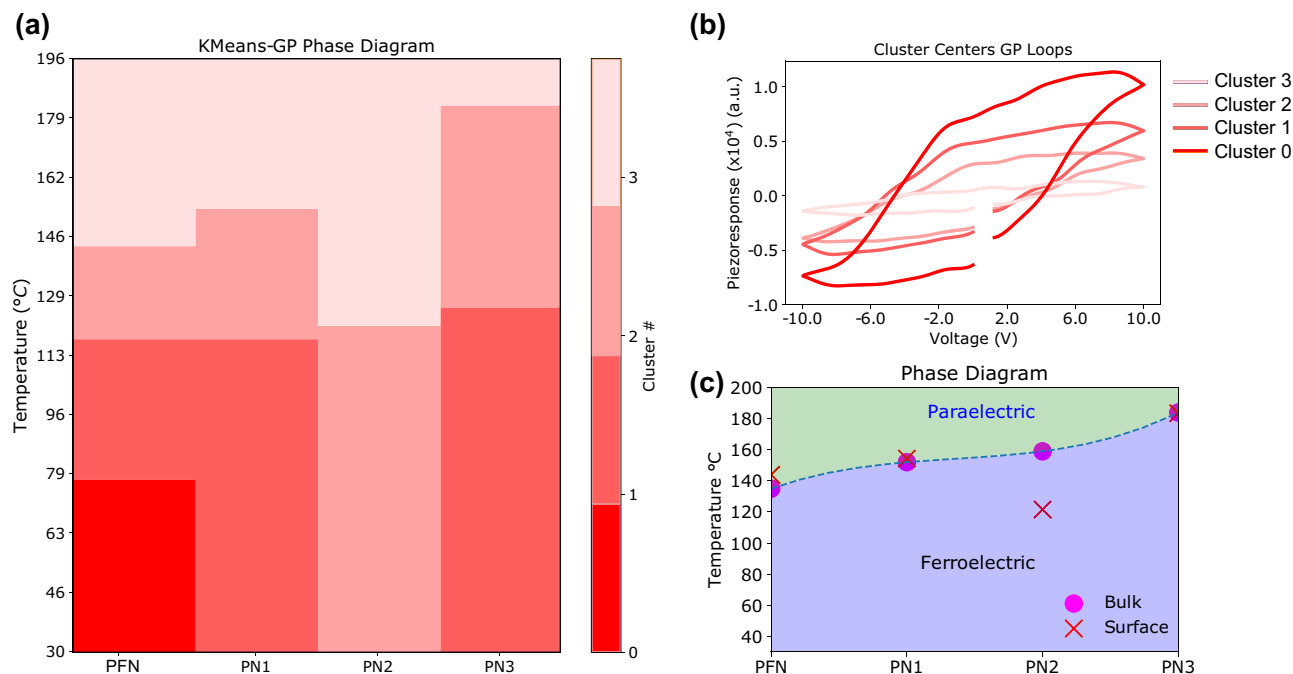 (a)
KMeans-GP Phase Diagram
196
179
162
146
129
113
96
79
63
46
30
Temperature (°C)
PFN
PN1
PN2
PN3
3
2
1
0
Cluster #
(b)
Cluster Centers GP Loops
1.0
0.5
0.0
-0.5
-1.0
Piezoresponse (x10⁴) (a.u.)
-10.0
-6.0
-2.0
2.0
6.0
10.0
Voltage (V)
Cluster 3
Cluster 2
Cluster 1
Cluster 0
(c)
Phase Diagram
200
180
160
140
120
100
80
60
40
Temperature °C
Paraelectric
Ferroelectric
Bulk
Surface
PFN
PN1
PN2
PN3